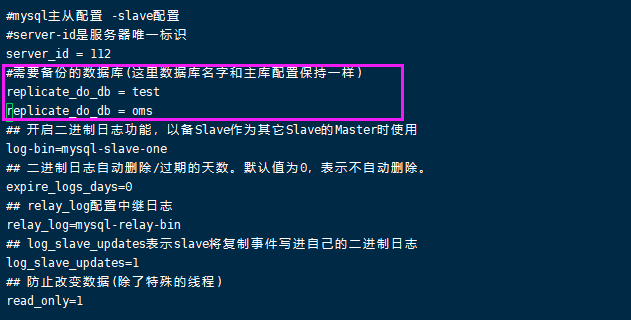 #mysql主从配置 -slave配置
#server-id是服务器唯一标识
server_id = 112
#需要备份的数据库(这里数据库名字和主库配置保持一样)
replicate_do_db = test
replicate_do_db = oms
## 开启二进制日志功能，以备Slave作为其它Slave的Master时使用
log-bin=mysql-slave-one
## 二进制日志自动删除/过期的天数。默认值为0，表示不自动删除。
expire_logs_days=0
## relay_log配置中继日志
relay_log=mysql-relay-bin
## log_slave_updates表示slave将复制事件写进自己的二进制日志
log_slave_updates=1
## 防止改变数据(除了特殊的线程)
read_only=1